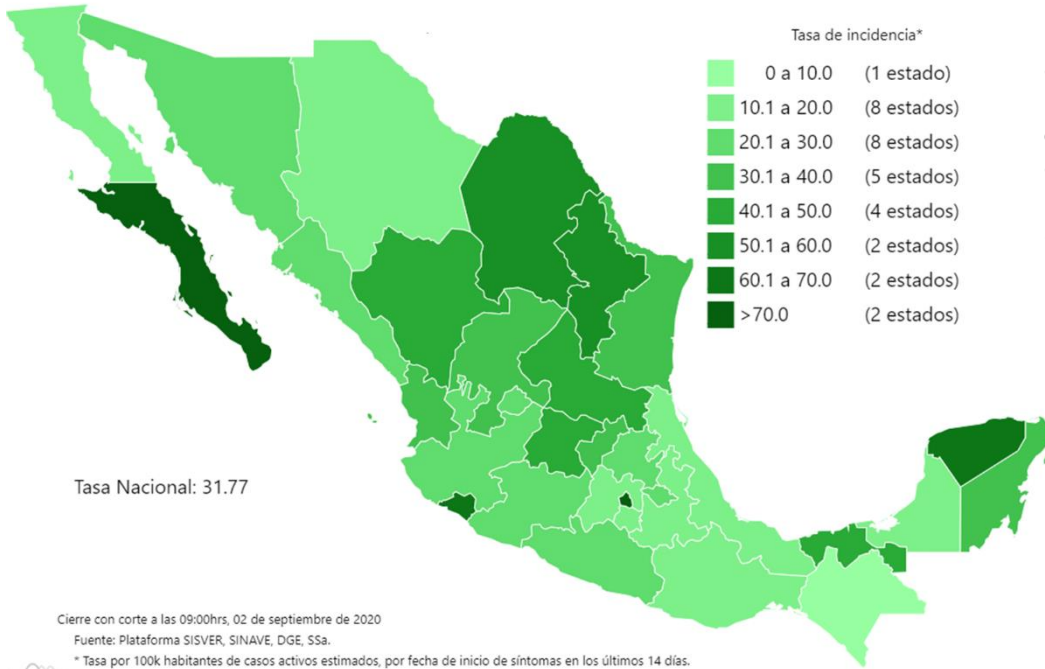 Tasa de incidencia*
0 a 10.0 (1 estado)
10.1 a 20.0 (8 estados)
20.1 a 30.0 (8 estados)
30.1 a 40.0 (5 estados)
40.1 a 50.0 (4 estados)
50.1 a 60.0 (2 estados)
60.1 a 70.0 (2 estados)
>70.0 (2 estados)
Tasa Nacional: 31.77
Cierre con corte a las 09:00hrs, 02 de septiembre de 2020
Fuente: Plataforma SISVER, SINAVE, DGE, SSa.
* Tasa por 100k habitantes de casos activos estimados, por fecha de inicio de síntomas en los últimos 14 días.